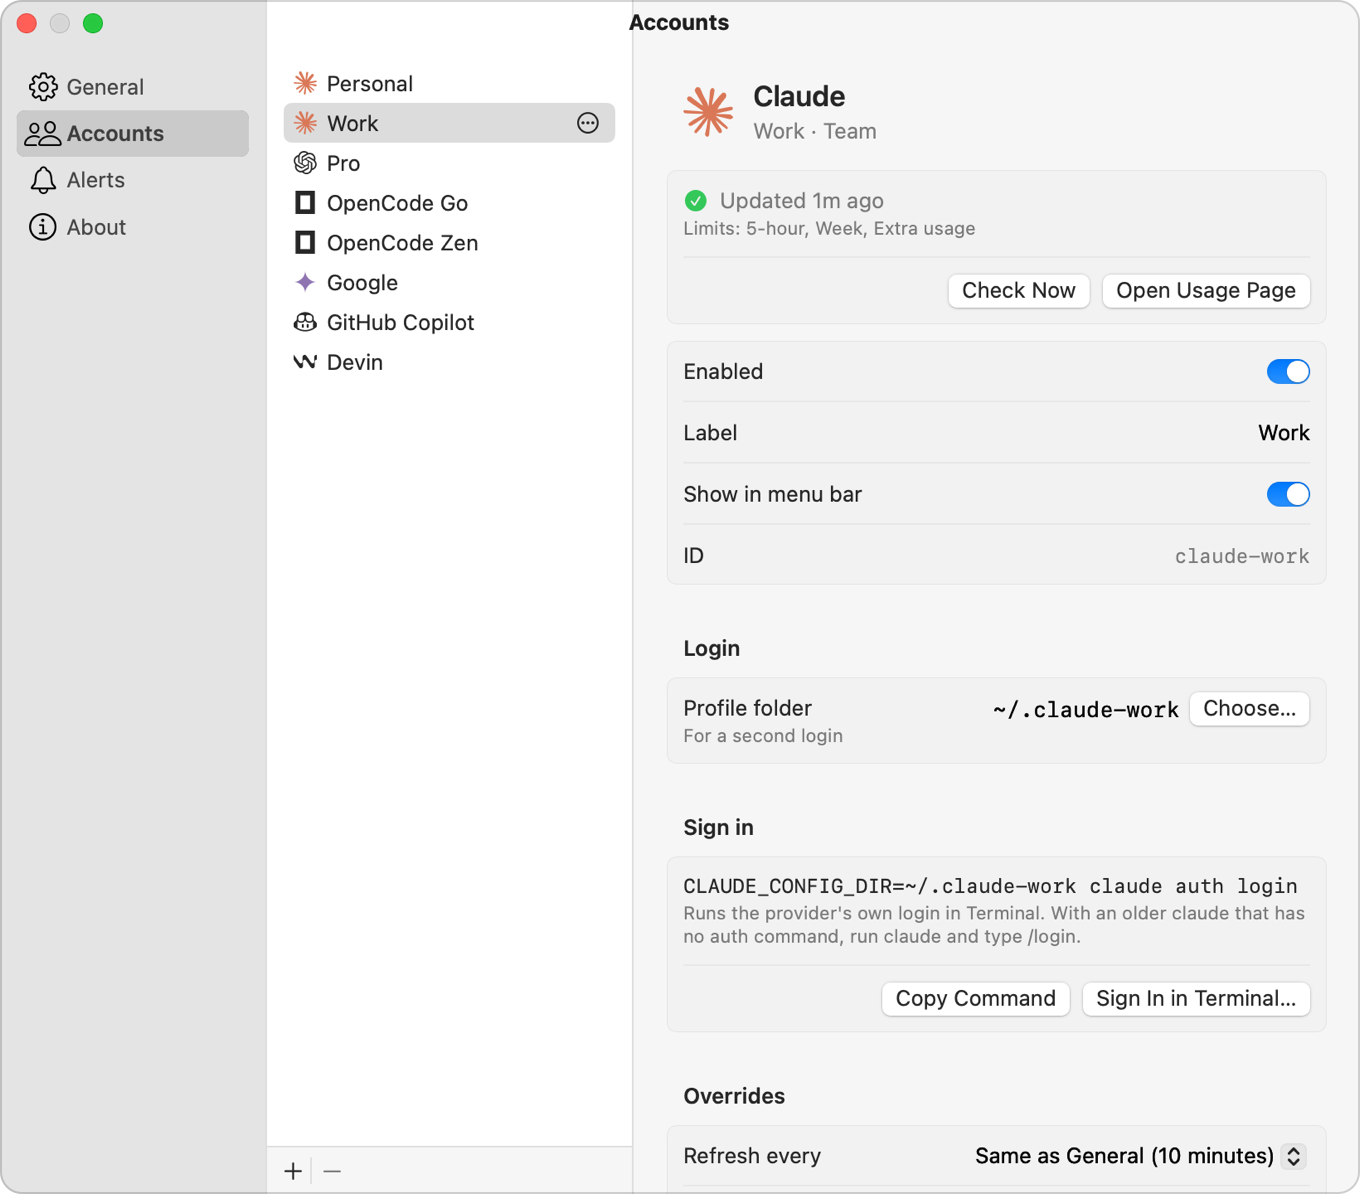 Accounts
General
Accounts
Alerts
About
Personal
Work
Pro
OpenCode Go
OpenCode Zen
Google
GitHub Copilot
Devin
Claude
Work · Team
Updated 1m ago
Limits: 5-hour, Week, Extra usage
Check Now
Open Usage Page
Enabled
Label
Work
Show in menu bar
ID
claude-work
Login
Profile folder
~/.claude-work
Choose...
For a second login
Sign in
CLAUDE_CONFIG_DIR=~/.claude-work claude auth login
Runs the provider's own login in Terminal. With an older claude that has
no auth command, run claude and type /login.
Copy Command
Sign In in Terminal...
Overrides
Refresh every
Same as General (10 minutes)